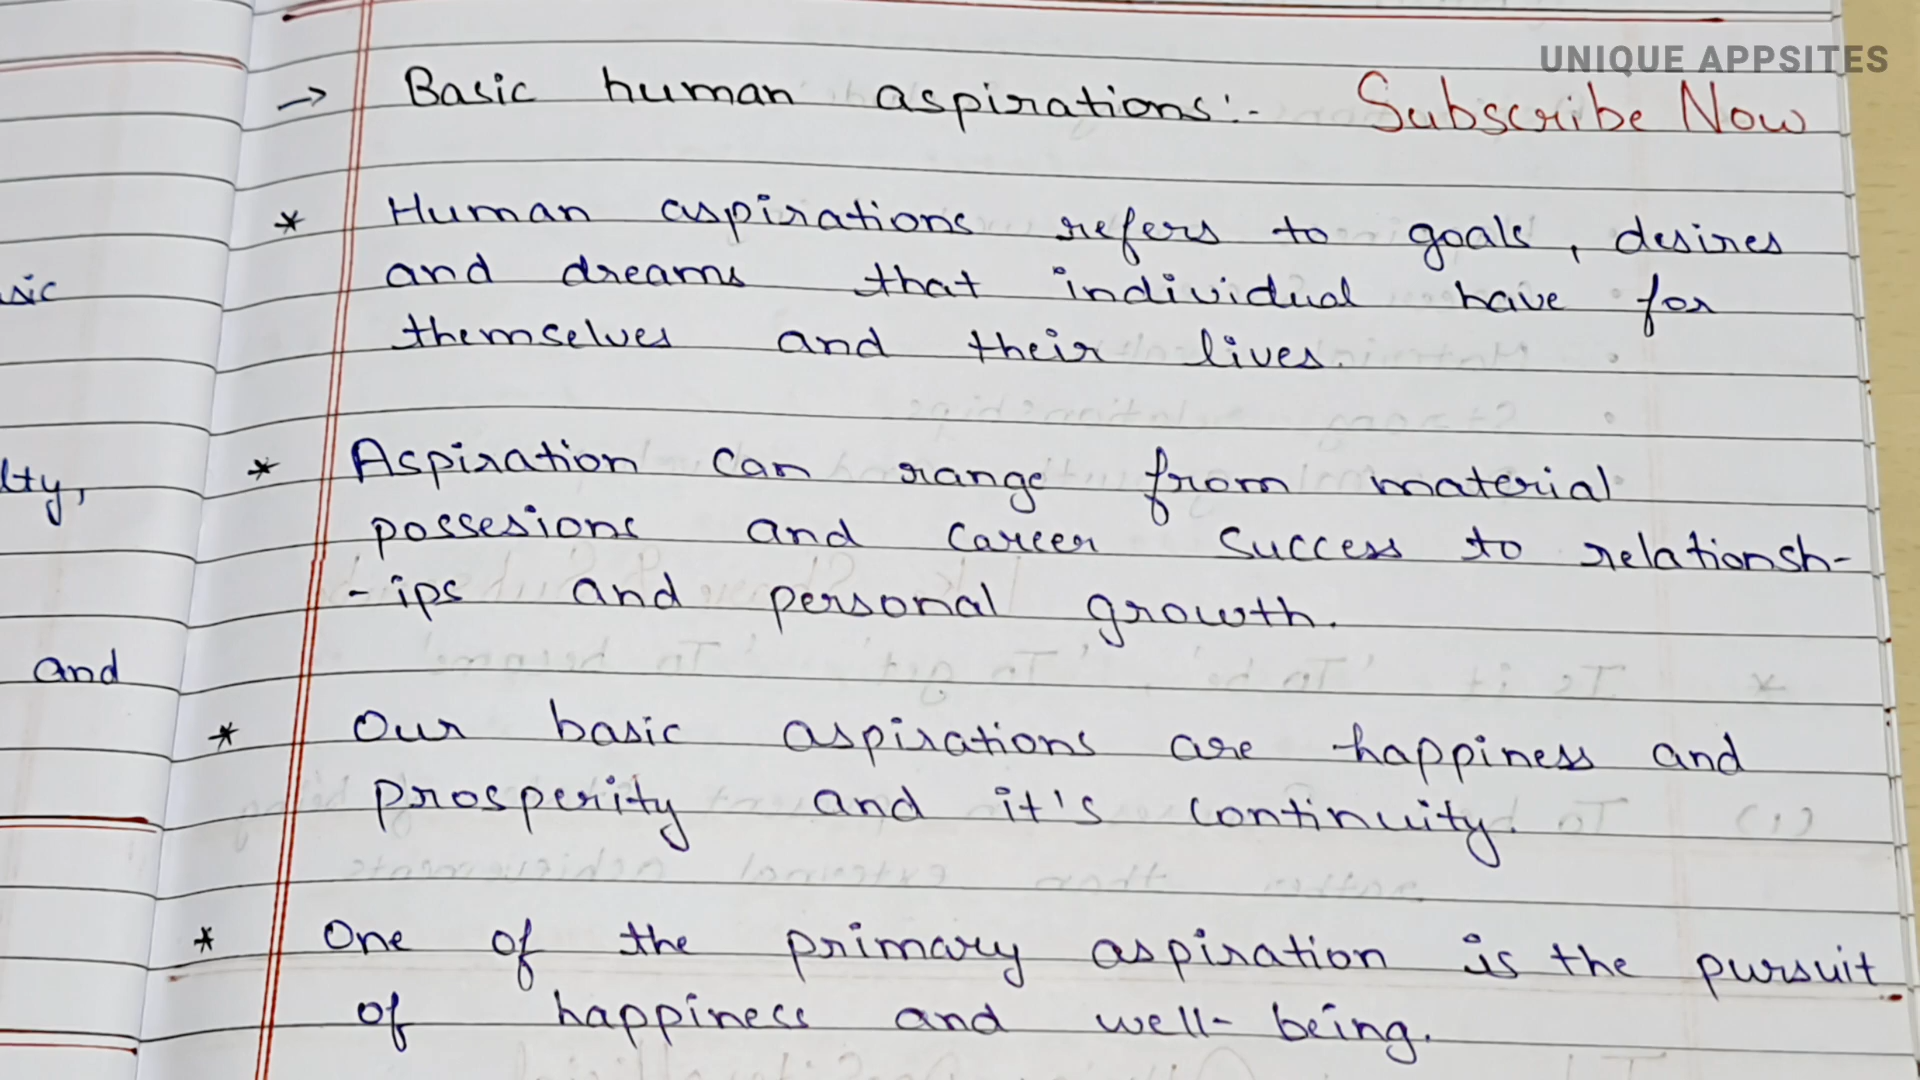 UNIQUE APPSITES
→ Basic human aspirations:- Subscribe Now
* Human aspirations refers to goals, desires
and dreams that individual have for
themselves and their lives.
* Aspiration can range from material
possesions and career success to relationsh-
-ips and personal growth.
* Our basic aspirations are happiness and
prosperity and it's continuity.
* One of the primary aspiration is the pursuit
of happiness and well-being.
sic
lty,
and